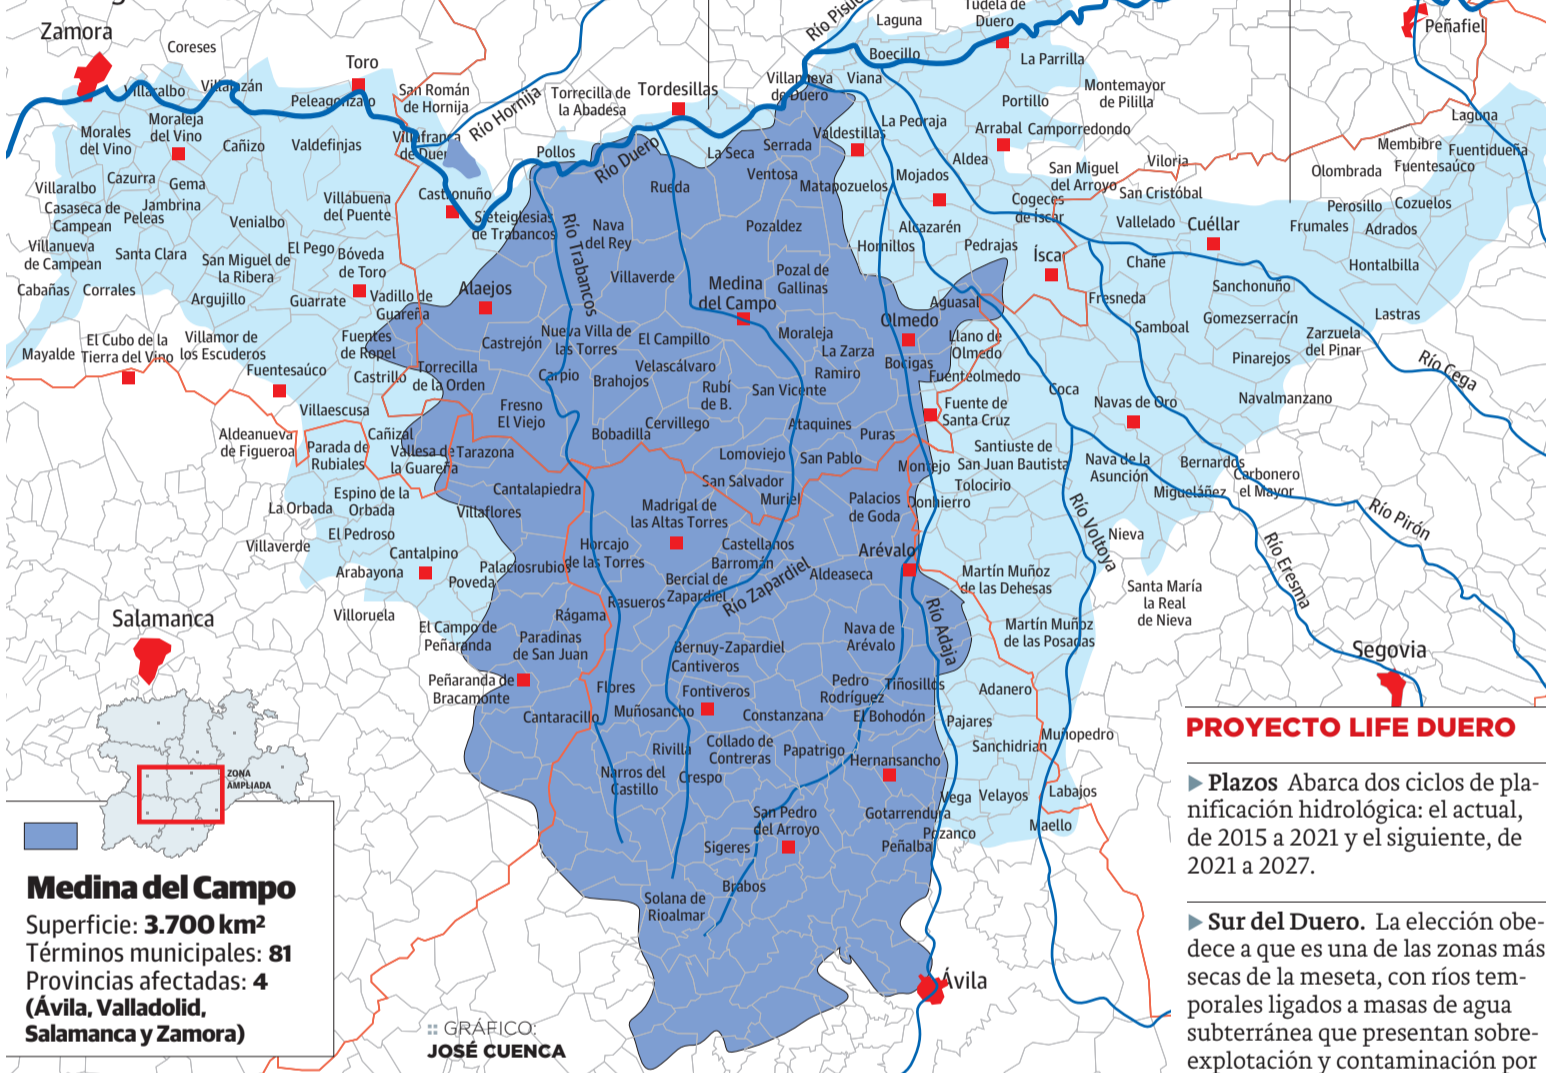 Zamora
Coreses
Villaralbo
Villalazán
Toro
Peleagonzalo
San Román
de Hornija
Río Hornija
Torrecilla de
la Abadesa
Tordesillas
Villanueva
de Duero
Viana
Boecillo
Laguna
Tudela de
Duero
La Parrilla
Montemayor
de Pililla
Portillo
Peñafiel
Laguna
Morales
del Vino
Moraleja
del Vino
Cañizo
Valdefinjas
Villafranca
de Duero
Pollos
Río Duero
La Seca
Serrada
Valdestillas
La Pedraja
Arrabal
Camporredondo
Aldea
Membibre
Fuentidueña
Fuentesaúco
Olombrada
Viloria
San Miguel
del Arroyo
San Cristóbal
Villaralbo
Cazurra
Gema
Jambrina
Casaseca de
Campean
Peleas
Venialbo
Villabuena
del Puente
Castronuño
Sieteiglesias
de Trabancos
Río Trabancos
Rueda
Ventosa
Matapozuelos
Mojados
Cogeces
de Íscar
Vallelado
Cuéllar
Perosillo
Cozuelos
Frumales
Adrados
Hontalbilla
Villanueva
de Campean
Santa Clara
San Miguel de
la Ribera
El Pego
Bóveda
de Toro
Nava
del Rey
Pozaldez
Alcazarén
Hornillos
Pedrajas
Íscar
Chañe
Sanchonuño
Cabañas
Corrales
Argujillo
Guarrate
Vadillo de
Guareña
Alaejos
Villaverde
Medina
del Campo
Pozal de
Gallinas
Aguasal
Olmedo
Fresneda
Samboal
Gomezserracín
Lastras
Zarzuela
del Pinar
Pinarejos
Río Cega
Mayalde
El Cubo de la
Tierra del Vino
Villamor de
los Escuderos
Fuentesaúco
Fuentes
de Ropel
Castrillo
Torrecilla
de la Orden
Castrejón
Nueva Villa de
las Torres
Carpio
El Campillo
Velascálvaro
Brahojos
Rubí
de B.
Moraleja
La Zarza
Ramiro
San Vicente
Bocigas
Llano de
Olmedo
Fuenteolmedo
Coca
Navas de Oro
Navalmanzano
Villaescusa
Aldeanueva
de Figueroa
Parada de
Rubiales
Cañizal
Vallesa de
la Guareña
Tarazona
Fresno
El Viejo
Bobadilla
Cervillego
Ataquines
Puras
Lomoviejo
San Pablo
Fuente de
Santa Cruz
Santiuste de
San Juan Bautista
Nava de la
Asunción
Bernardos
Carbonero
el Mayor
Migueláñez
Montejo
Tolocirio
Donhierro
Río Voltoya
Río Pirón
Río Eresma
Nieva
La Orbada
Espino de la
Orbada
El Pedroso
Villaverde
Cantalpino
Arabayona
Poveda
Cantalapiedra
Villaflores
Palaciosrubios
San Salvador
Muriel
Madrigal de
las Altas Torres
Horcajo
de las Torres
Castellanos
Barromán
Palacios
de Goda
Arévalo
Bercial de
Zapardiel
Río Zapardiel
Aldeaseca
Martín Muñoz
de las Dehesas
Santa María
la Real
de Nieva
Salamanca
Villoruela
El Campo de
Peñaranda
Rágama
Rasueros
Paradinas
de San Juan
Bernuy-Zapardiel
Cantiveros
Nava de
Arévalo
Río Adaja
Martín Muñoz
de las Posadas
Segovia
Peñaranda de
Bracamonte
Flores
Fontiveros
Muñosancho
Cantaracillo
Constanzana
Pedro
Rodríguez
Tiñosillos
El Bohodón
Adanero
Pajares
Sanchidrian
Muñopedro
Rivilla
Collado de
Contreras
Papatrigo
Hernansancho
Narros del
Castillo
Crespo
San Pedro
del Arroyo
Gotarrendura
Vega
Velayos
Labajos
Maello
Pozanco
Peñalba
Sigeres
Brabos
Solana de
Rioalmar
Ávila
ZONA
AMPLIADA
Medina del Campo
Superficie: 3.700 km²
Términos municipales: 81
Provincias afectadas: 4
(Ávila, Valladolid,
Salamanca y Zamora)
GRÁFICO:
JOSÉ CUENCA
PROYECTO LIFE DUERO
Plazos Abarca dos ciclos de pla-
nificación hidrológica: el actual,
de 2015 a 2021 y el siguiente, de
2021 a 2027.
Sur del Duero. La elección obe-
dece a que es una de las zonas más
secas de la meseta, con ríos tem-
porales ligados a masas de agua
subterránea que presentan sobre-
explotación y contaminación por